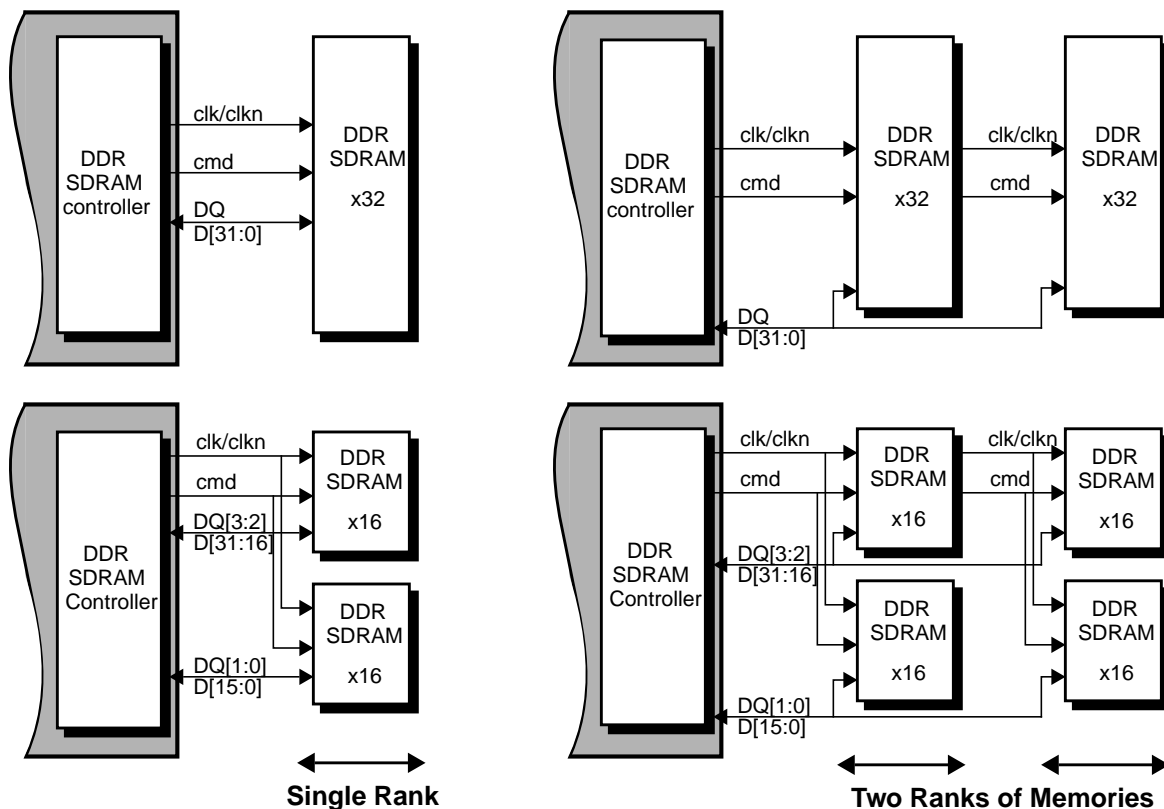 DDR
SDRAM
controller
clk/clkn
cmd
DQ
D[31:0]
DDR
SDRAM
x32
DDR
SDRAM
controller
clk/clkn
cmd
DQ
D[31:0]
DDR
SDRAM
x32
clk/clkn
cmd
DDR
SDRAM
x32
DDR
SDRAM
Controller
clk/clkn
cmd
DQ[3:2]
D[31:16]
DQ[1:0]
D[15:0]
DDR
SDRAM
x16
DDR
SDRAM
x16
Single Rank
DDR
SDRAM
Controller
clk/clkn
cmd
DQ[3:2]
D[31:16]
DQ[1:0]
D[15:0]
DDR
SDRAM
x16
DDR
SDRAM
x16
clk/clkn
cmd
DDR
SDRAM
x16
DDR
SDRAM
x16
Two Ranks of Memories